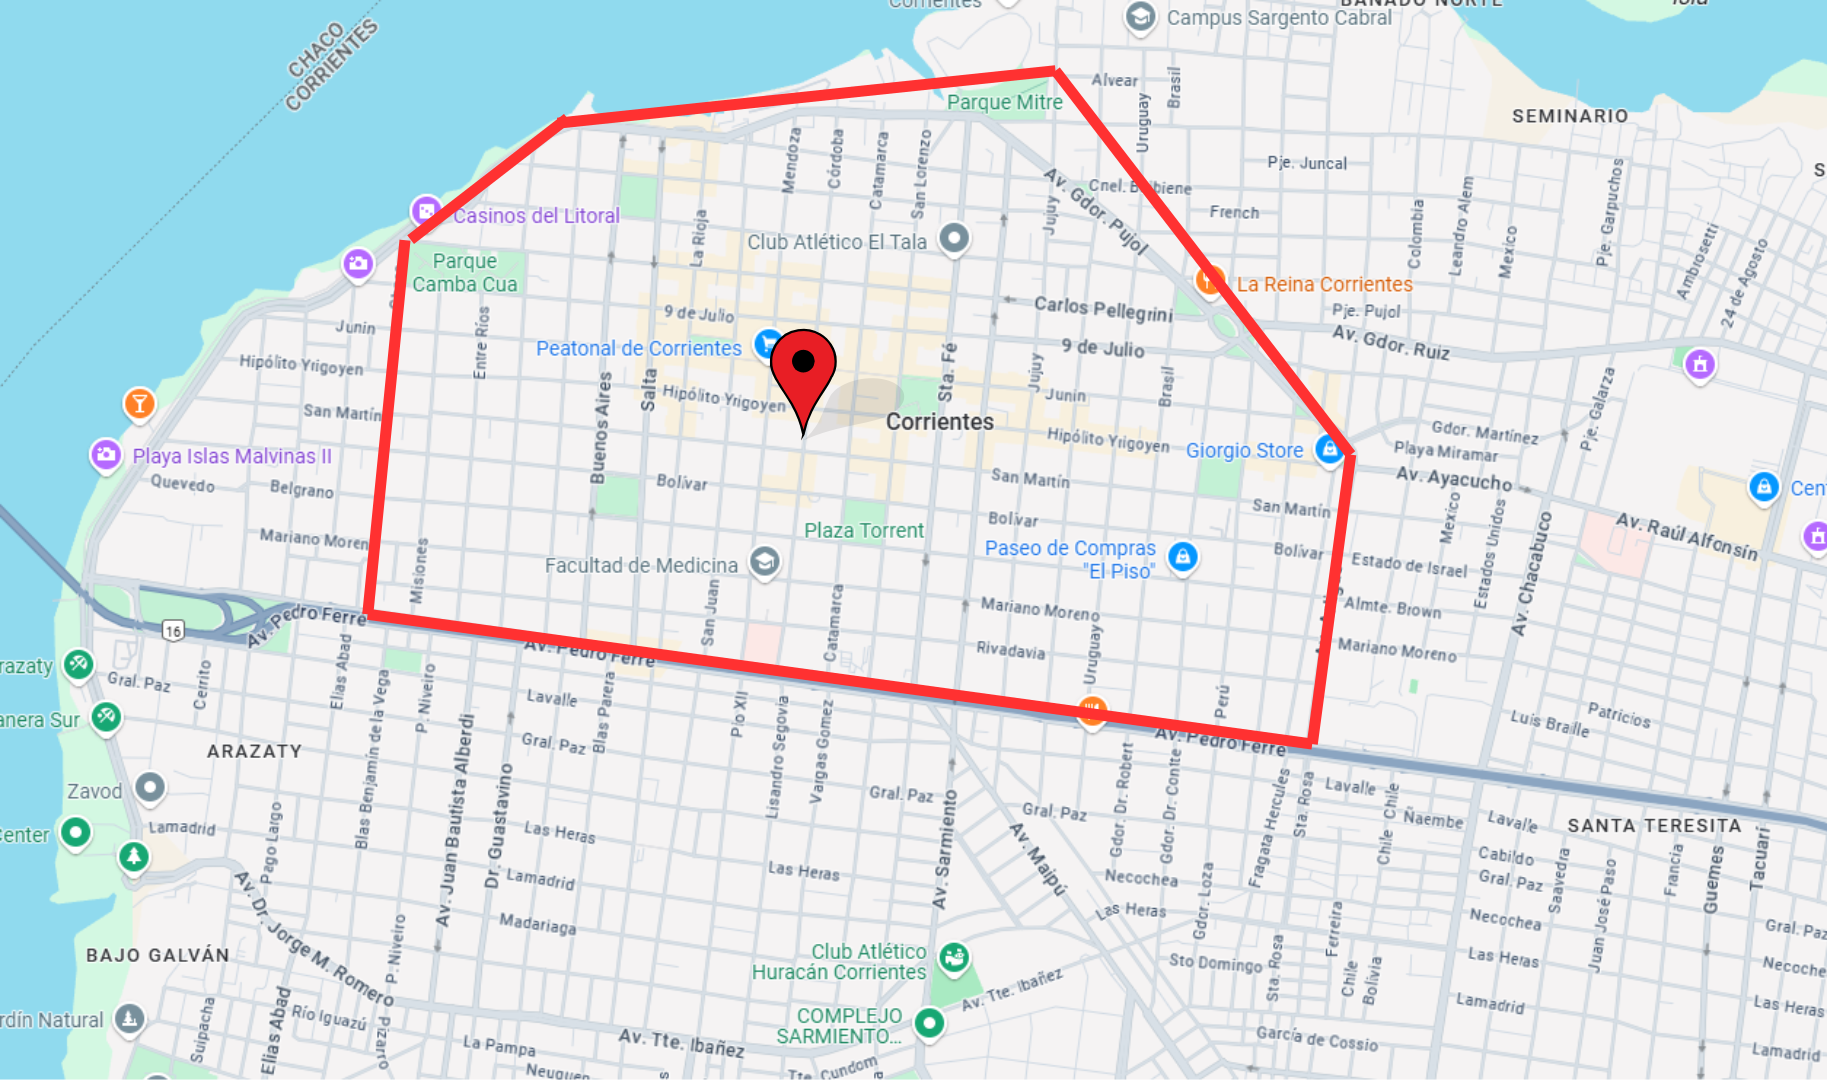 Corrientes
Campus Sargento Cabral
BAÑADO NORTE
Isla
CHACO
CORRIENTES
Alvear
Brasil
Uruguay
Parque Mitre
SEMINARIO
Mendoza
Córdoba
Catamarca
San Lorenzo
Pje. Juncal
Av. Gdor. Pujol
Jujuy
French
Colombia
Leandro Alem
Mexico
Pje. Garpuchos
Ambrosetti
24 de Agosto
Casinos del Litoral
La Rioja
Club Atlético El Tala
Parque
Camba Cua
La Reina Corrientes
Carlos Pellegrini
Pje. Pujol
Av. Gdor. Ruiz
9 de Julio
9 de Julio
Junin
Entre Ríos
Peatonal de Corrientes
Hipólito Yrigoyen
Salta
Buenos Aires
Hipólito Yrigoyen
Sta. Fé
Jujuy
Junin
Brasil
Pje. Galarza
San Martín
Corrientes
Hipólito Yrigoyen
Giorgio Store
Gdor. Martínez
Playa Miramar
Av. Ayacucho
Playa Islas Malvinas II
Quevedo
Belgrano
Bolívar
San Martín
San Martín
Cen
Mexico
Estados Unidos
Av. Chacabuco
Av. Raúl Alfonsín
Mariano Moren
Misiones
Plaza Torrent
Bolívar
Facultad de Medicina
Paseo de Compras
"El Piso"
Bolívar
Estado de Israel
Almte. Brown
Mariano Moreno
Mariano Moreno
Rivadavia
San Juan
Catamarca
Uruguay
16
Av. Pedro Ferré
Av. Pedro Ferré
Av. Pedro Ferré
razaty
Gral. Paz
Cerrito
Elias Abad
P. Niveiro
Lavalle
Blas Parera
Pío XII
Perú
Luis Braille
Patricios
anera Sur
ARAZATY
Blas Benjamín de la Vega
Av. Juan Bautista Alberdi
Gral. Paz
Lisandro Segovia
Vargas Gomez
Gdor. Dr. Robert
Gdor. Dr. Contte
Fragata Hercules
Sta. Rosa
Lavalle
Chile
Chile
Ñaembe
Lavalle
SANTA TERESITA
Zavod
Center
Lamadrid
Pago Largo
Dr. Guastavino
Las Heras
Gral. Paz
Av. Sarmiento
Gral. Paz
Av. Maipú
Cabildo
Gral. Paz
Saavedra
Juan José Paso
Francia
Guemes
Tacuarí
Las Heras
Lamadrid
Necochea
Las Heras
Gdor. Loza
Av. Dr. Jorge M. Romero
Madariaga
P. Niveiro
Necochea
Gral. Paz
Ferreira
BAJO GALVÁN
Club Atlético
Huracán Corrientes
Sto Domingo
Sta. Rosa
Chile
Bolivia
Las Heras
Necoche
Av. Tte. Ibañez
rdín Natural
Suipacha
Elías Abad
Río Iguazú
Pizarro
COMPLEJO
SARMIENTO...
Lamadrid
Las Heras
La Pampa
Av. Tte. Ibañez
García de Cossio
Lamadrid
Neuquen
Tte. Cundom